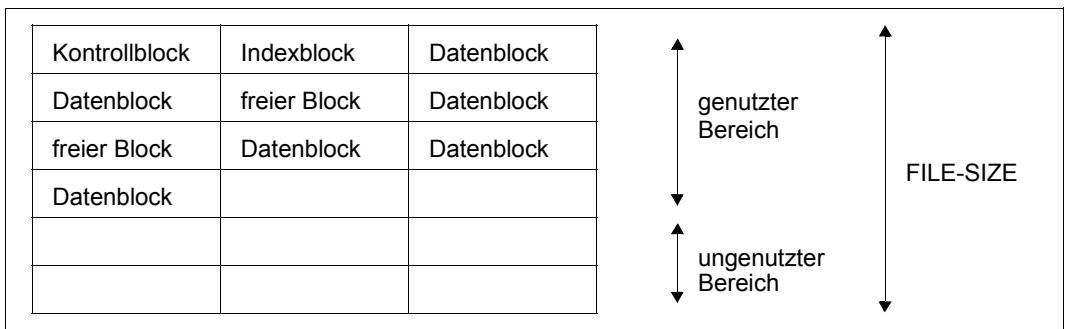 Kontrollblock Indexblock Datenblock
Datenblock freier Block Datenblock
freier Block Datenblock Datenblock
Datenblock
genutzter
Bereich
ungenutzter
Bereich
FILE-SIZE